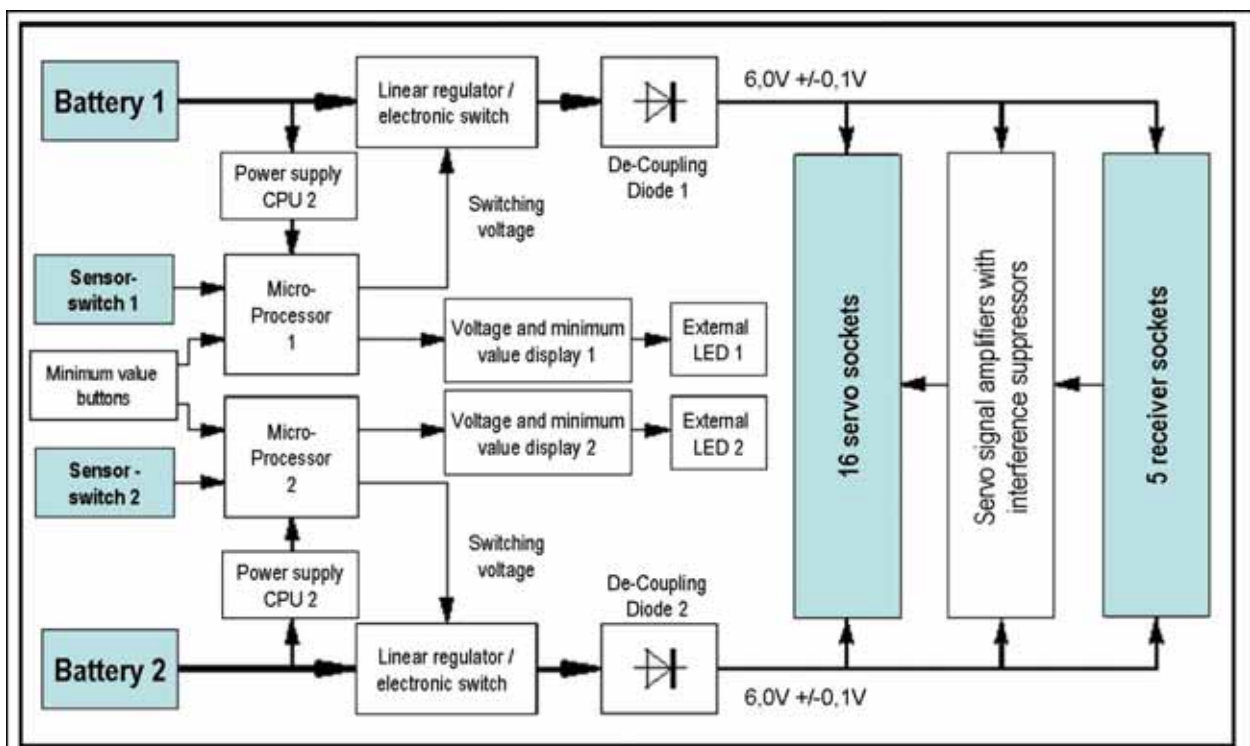 Battery 1
Linear regulator /
electronic switch
6,0V +/-0,1V
De-Coupling
Diode 1
Power supply
CPU 2
Switching
voltage
Sensor-
switch 1
Micro-
Processor
1
Voltage and minimum
value display 1
External
LED 1
Minimum value
buttons
Micro-
Processor
2
Voltage and minimum
value display 2
External
LED 2
Sensor -
switch 2
Switching
voltage
Power supply
CPU 2
De-Coupling
Diode 2
Battery 2
Linear regulator /
electronic switch
6,0V +/-0,1V
16 servo sockets
Servo signal amplifiers with
interference suppressors
5 receiver sockets